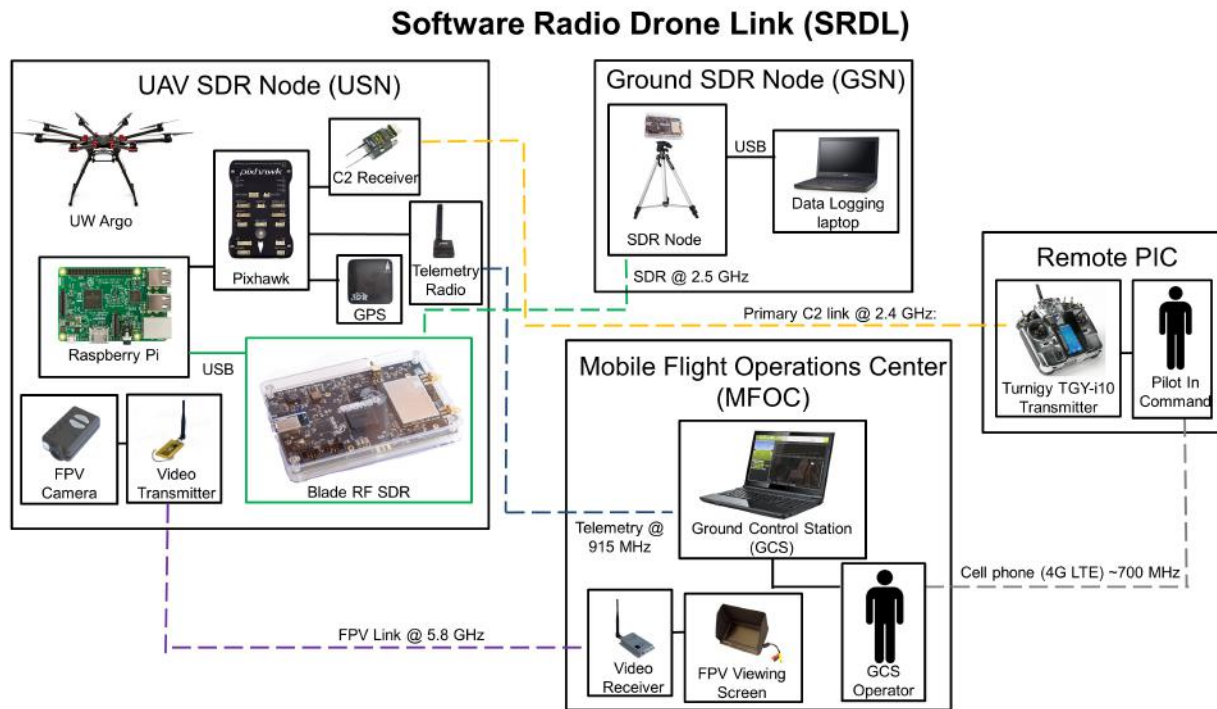 Software Radio Drone Link (SRDL)
UAV SDR Node (USN)
UW Argo
pixhawk
Pixhawk
C2 Receiver
Telemetry
Radio
GPS
Raspberry Pi
USB
Blade RF SDR
FPV
Camera
Video
Transmitter
Ground SDR Node (GSN)
SDR Node
USB
Data Logging
laptop
SDR @ 2.5 GHz
Primary C2 link @ 2.4 GHz:
Remote PIC
Turnigy TGY-i10
Transmitter
Pilot In
Command
Mobile Flight Operations Center
(MFOC)
Ground Control Station
(GCS)
Telemetry @
915 MHz
Cell phone (4G LTE) ~700 MHz
FPV Link @ 5.8 GHz
Video
Receiver
FPV Viewing
Screen
GCS
Operator